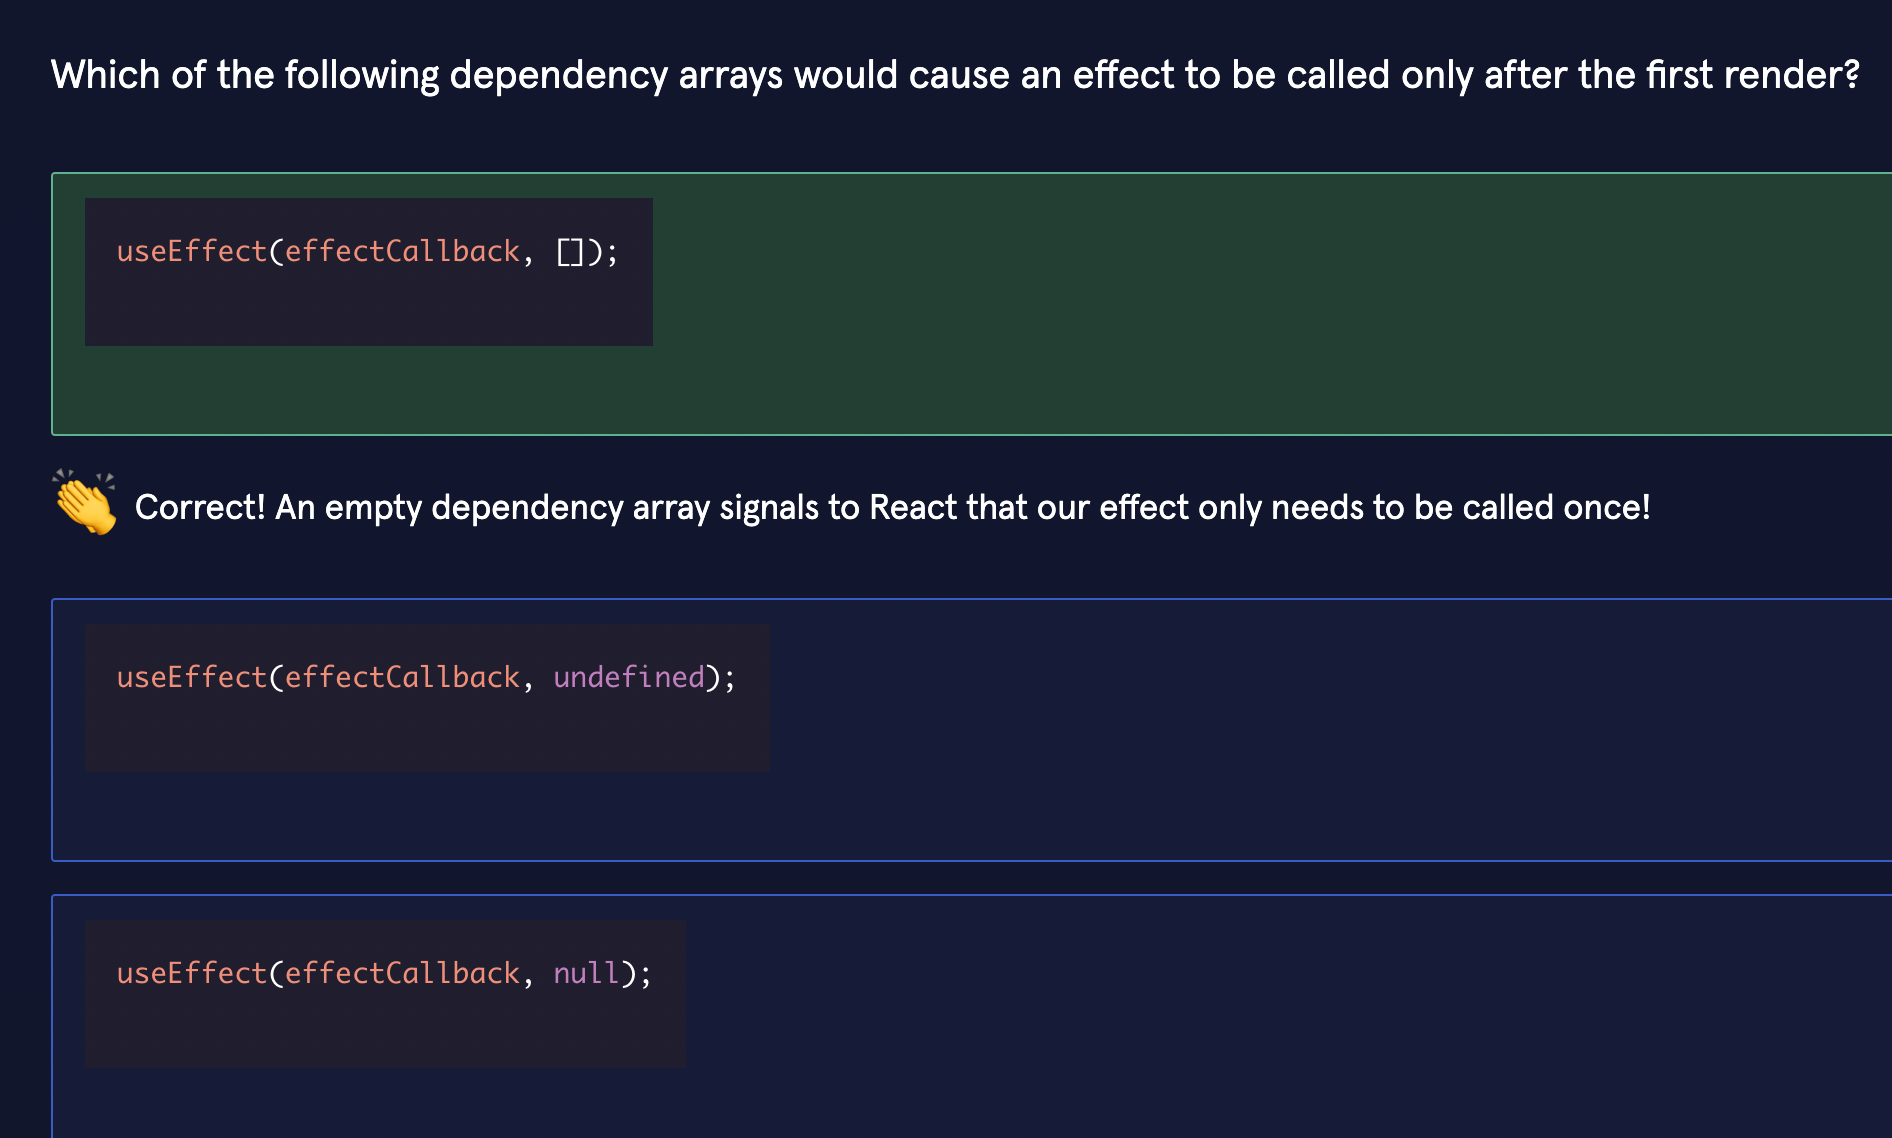 Which of the following dependency arrays would cause an effect to be called only after the first render?
useEffect(effectCallback, []);
Correct! An empty dependency array signals to React that our effect only needs to be called once!
useEffect(effectCallback, undefined);
useEffect(effectCallback, null);